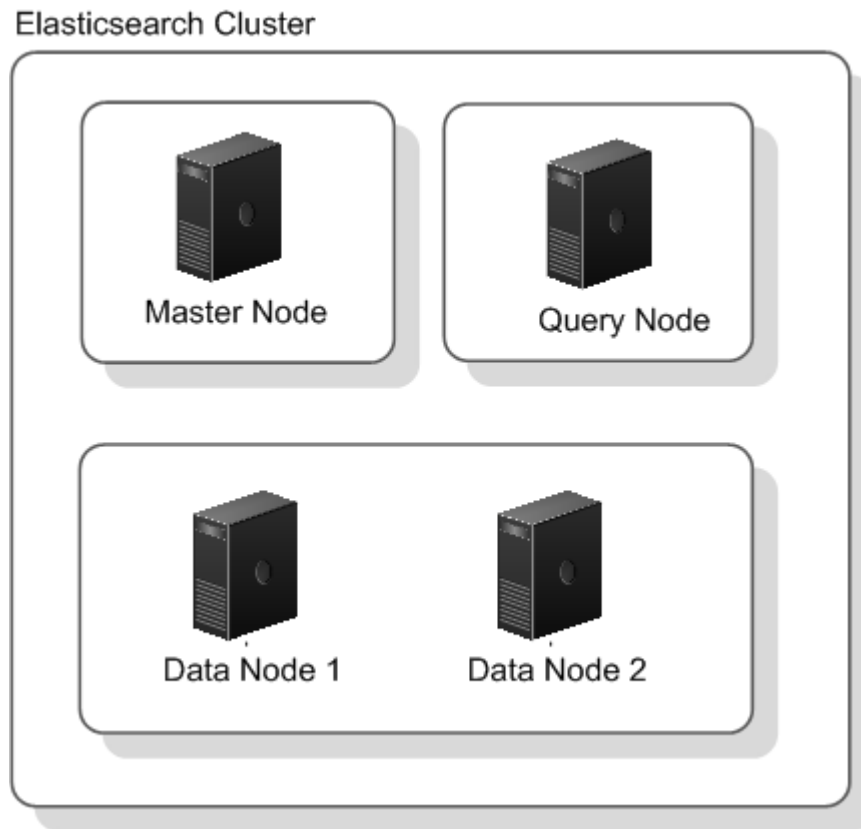 Elasticsearch Cluster
Master Node
Query Node
Data Node 1
Data Node 2